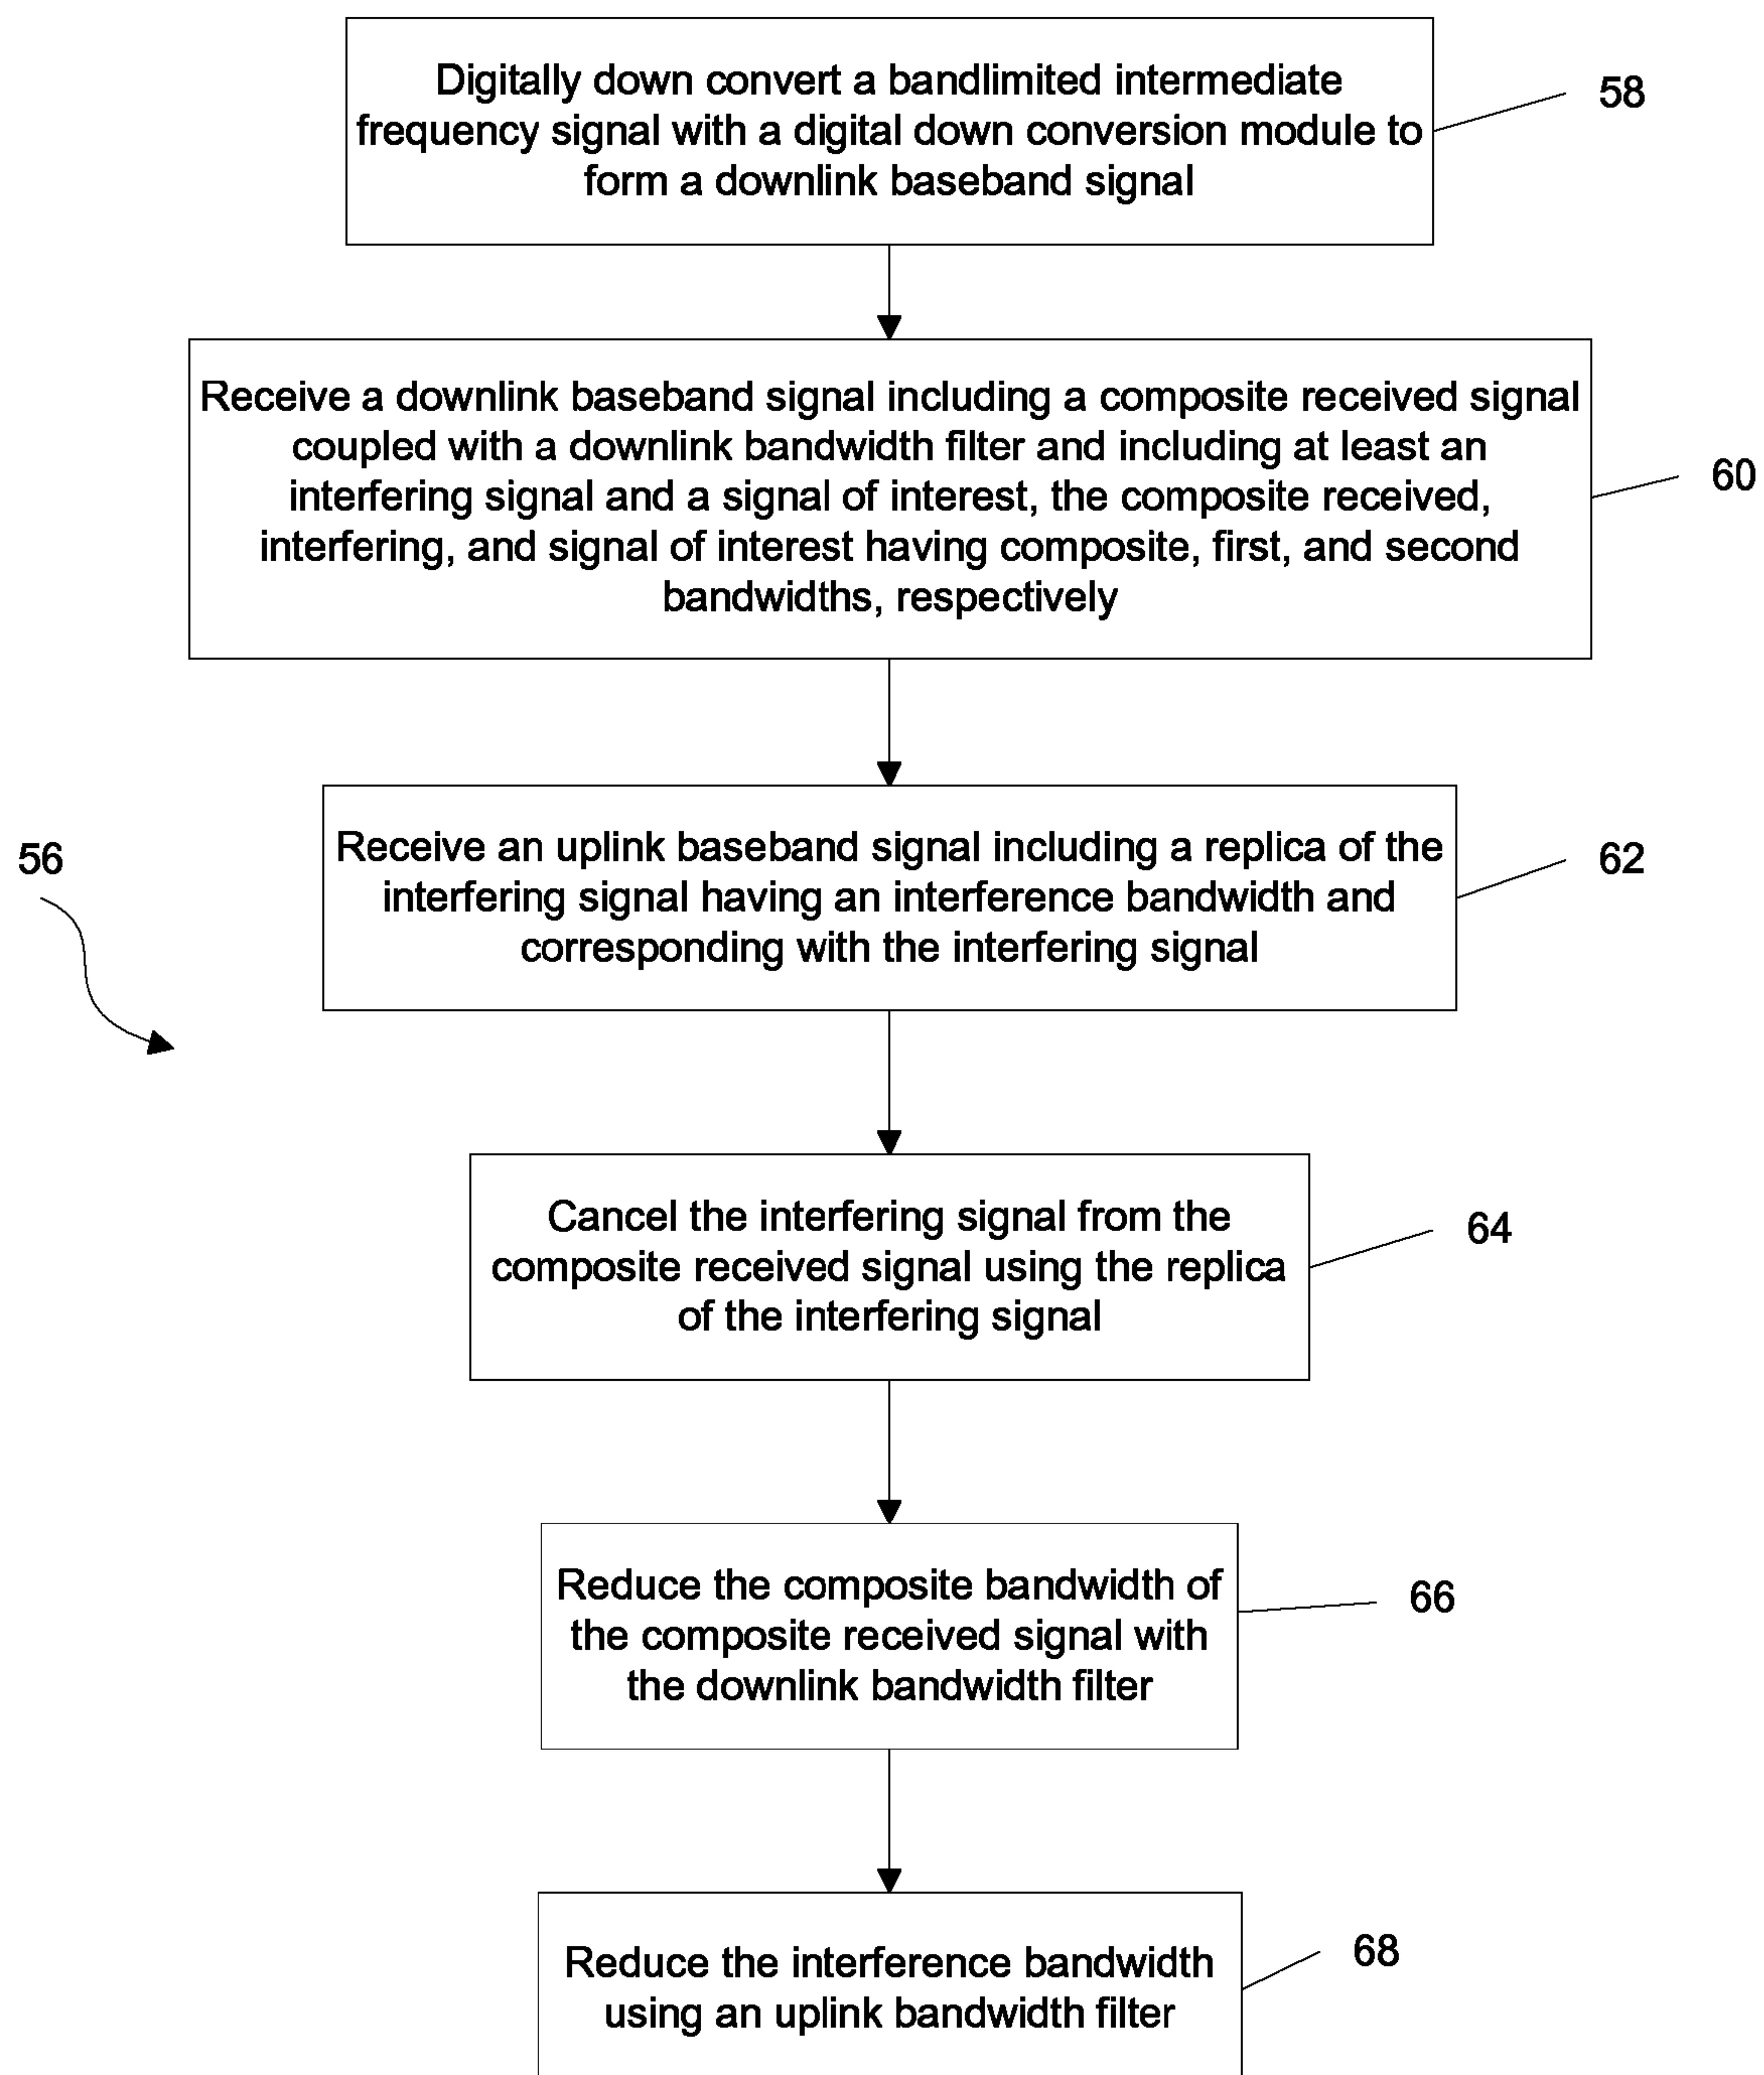 Digitally down convert a bandlimited intermediate
frequency signal with a digital down conversion module to
form a downlink baseband signal
58
Receive a downlink baseband signal including a composite received signal
coupled with a downlink bandwidth filter and including at least an
interfering signal and a signal of interest, the composite received,
interfering, and signal of interest having composite, first, and second
bandwidths, respectively
60
56
Receive an uplink baseband signal including a replica of the
interfering signal having an interference bandwidth and
corresponding with the interfering signal
62
Cancel the interfering signal from the
composite received signal using the replica
of the interfering signal
64
Reduce the composite bandwidth of
the composite received signal with
the downlink bandwidth filter
66
Reduce the interference bandwidth
using an uplink bandwidth filter
68